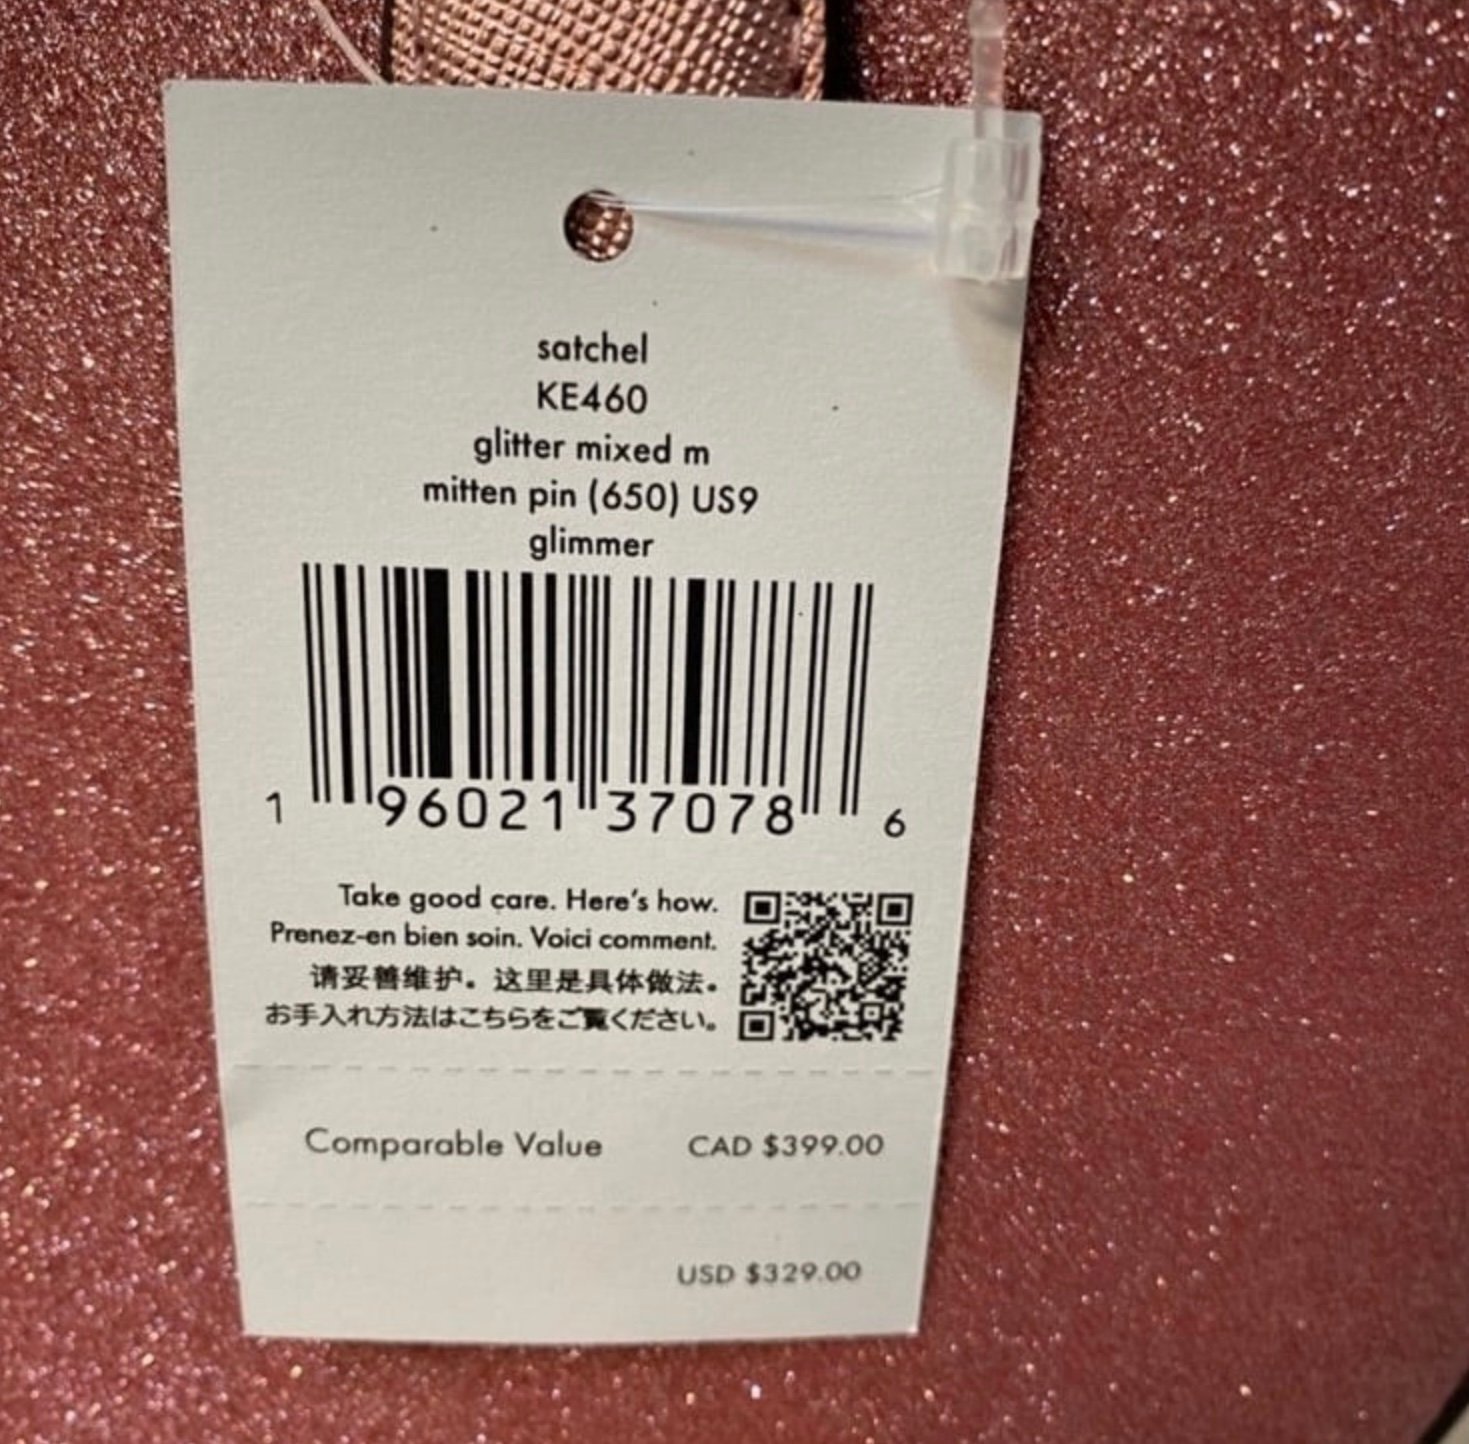 satchel
KE460
glitter mixed m
mitten pin (650) US9
glimmer
1 96021 37078 6
Take good care. Here's how.
Prenez-en bien soin. Voici comment.
请妥善维护。这里是具体做法。
お手入れ方法はこちらをご覧ください。
Comparable Value CAD $399.00
USD $329.00